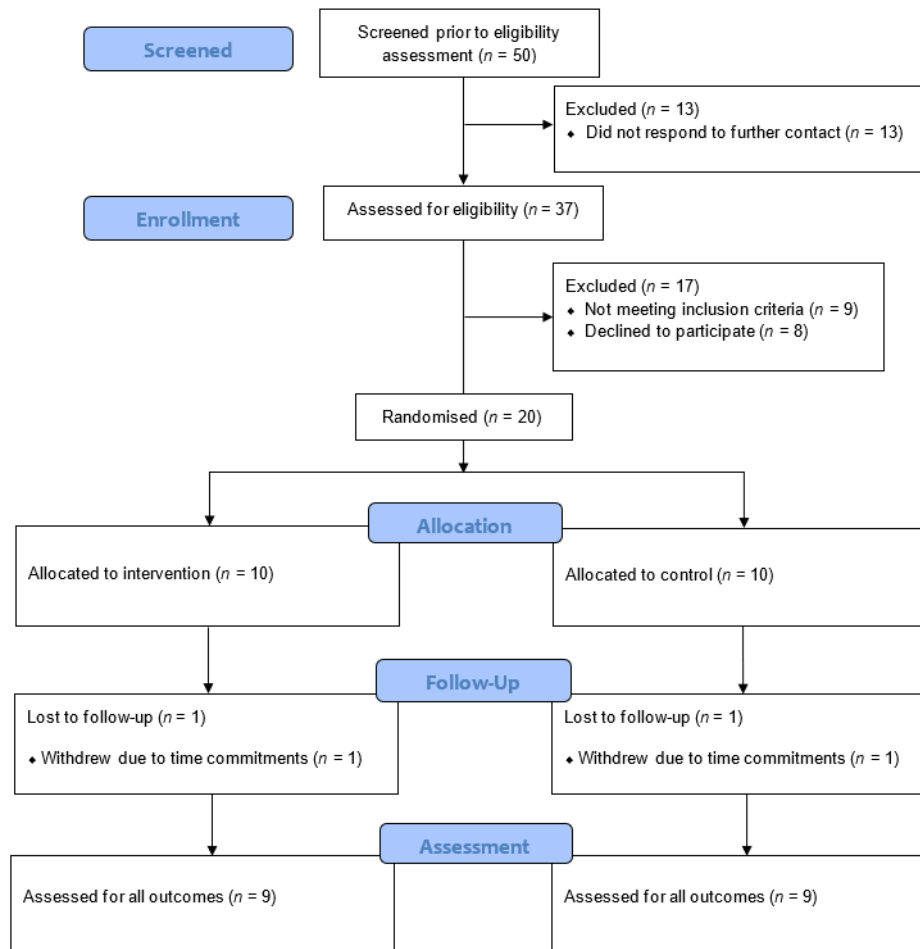 Screened
Screened prior to eligibility
assessment (n = 50)
Excluded (n = 13)
⬥ Did not respond to further contact (n = 13)
Enrollment
Assessed for eligibility (n = 37)
Excluded (n = 17)
⬥ Not meeting inclusion criteria (n = 9)
⬥ Declined to participate (n = 8)
Randomised (n = 20)
Allocation
Allocated to intervention (n = 10)
Allocated to control (n = 10)
Follow-Up
Lost to follow-up (n = 1)
⬥ Withdrew due to time commitments (n = 1)
Lost to follow-up (n = 1)
⬥ Withdrew due to time commitments (n = 1)
Assessment
Assessed for all outcomes (n = 9)
Assessed for all outcomes (n = 9)